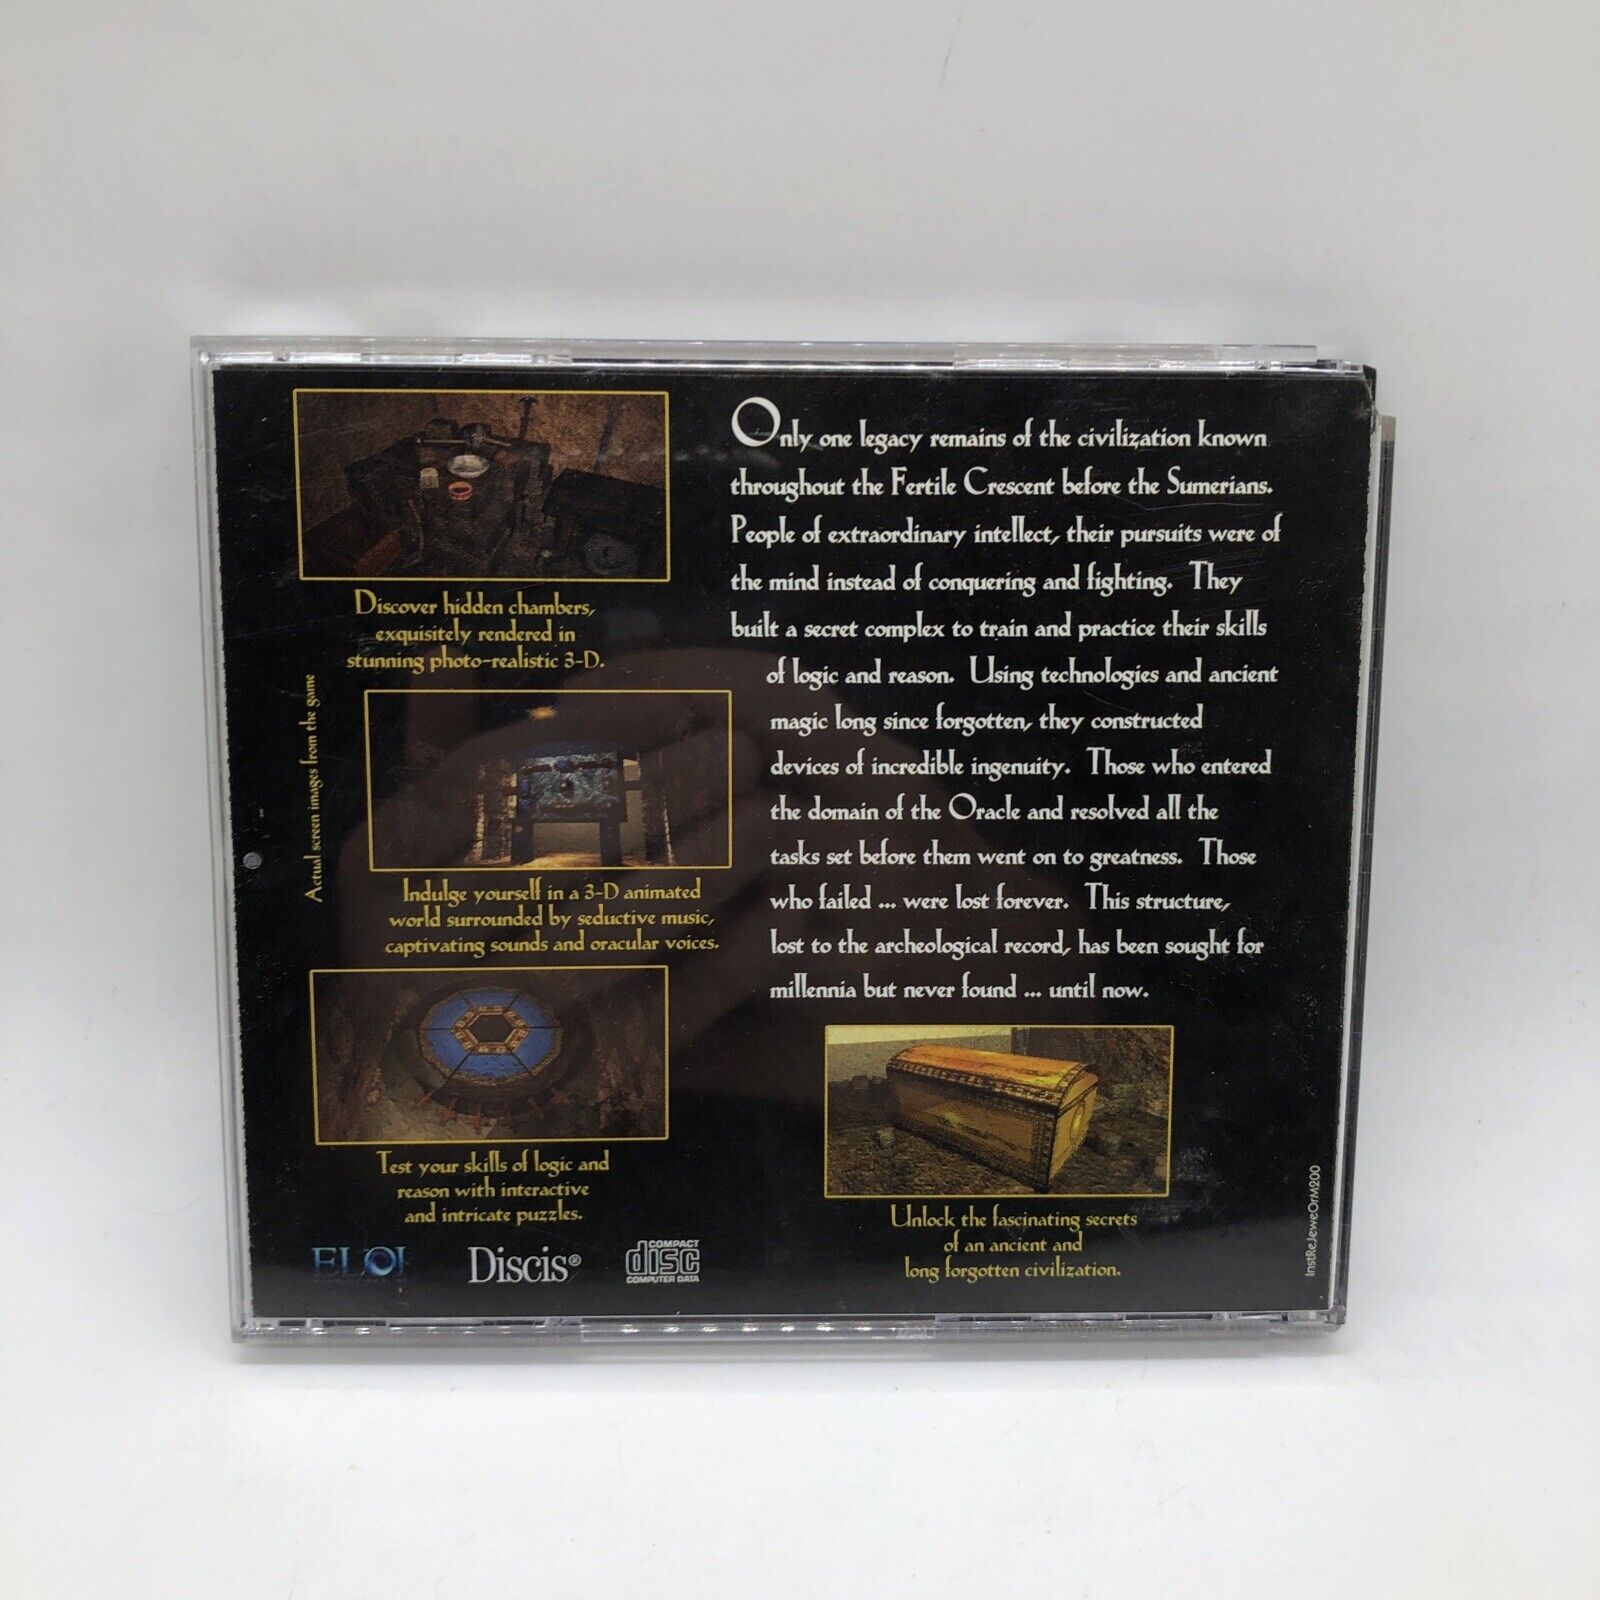 Discover hidden chambers,
exquisitely rendered in
stunning photo-realistic 3-D.
Actual screen images from the game
Indulge yourself in a 3-D animated
world surrounded by seductive music,
captivating sounds and oracular voices.
Test your skills of logic and
reason with interactive
and intricate puzzles.
Only one legacy remains of the civilization known
throughout the Fertile Crescent before the Sumerians.
People of extraordinary intellect, their pursuits were of
the mind instead of conquering and fighting. They
built a secret complex to train and practice their skills
of logic and reason. Using technologies and ancient
magic long since forgotten, they constructed
devices of incredible ingenuity. Those who entered
the domain of the Oracle and resolved all the
tasks set before them went on to greatness. Those
who failed ... were lost forever. This structure,
lost to the archeological record, has been sought for
millennia but never found ... until now.
Unlock the fascinating secrets
of an ancient and
long forgotten civilization.
ELOI
Discis®
COMPACT
disc
COMPUTER DATA
InstReJeweOrM200